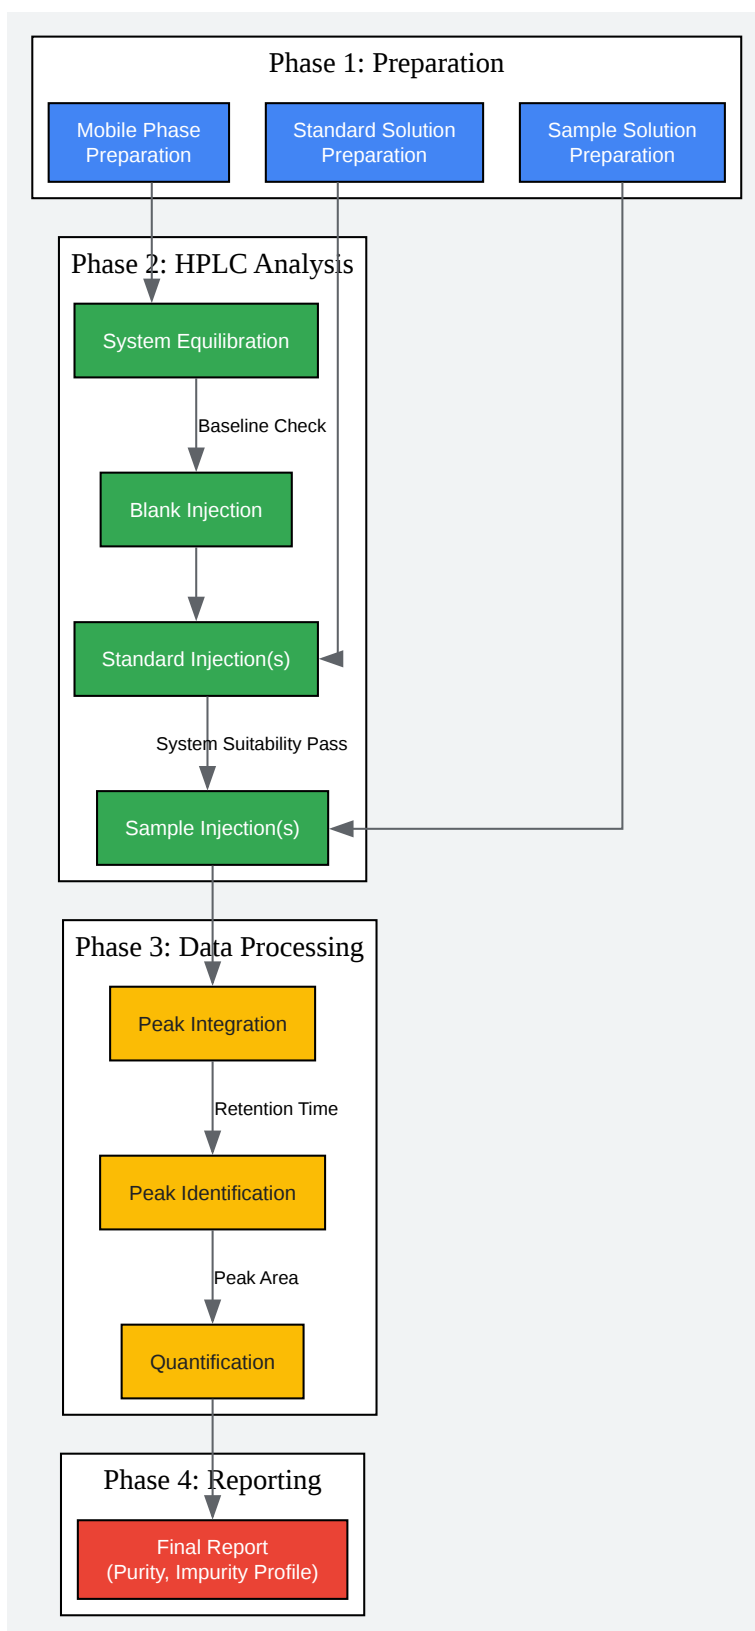 Phase 1: Preparation
Mobile Phase
Preparation
Standard Solution
Preparation
Sample Solution
Preparation
Phase 2: HPLC Analysis
System Equilibration
Baseline Check
Blank Injection
Standard Injection(s)
System Suitability Pass
Sample Injection(s)
Phase 3: Data Processing
Peak Integration
Retention Time
Peak Identification
Peak Area
Quantification
Phase 4: Reporting
Final Report
(Purity, Impurity Profile)